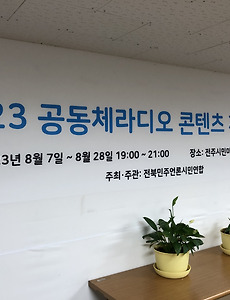 23 공동체라디오 콘텐츠
3년 8월 7일 ~ 8월 28일 19:00 ~ 21:00 장소: 전주시민미
주최·주관: 전북민주언론시민연합